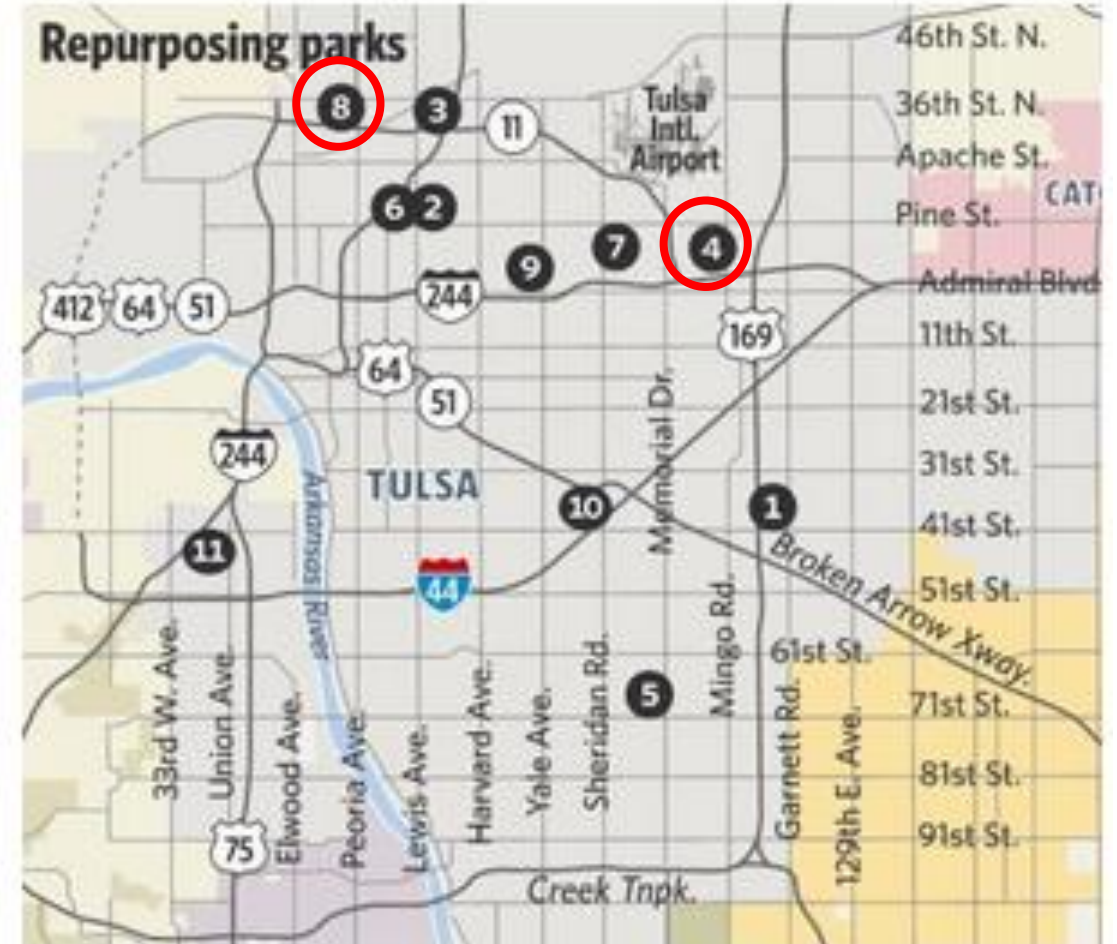 Repurposing parks
46th St. N.
8
3
Tulsa
Intl.
Airport
36th St. N.
11
Apache St.
CAT
6
2
Pine St.
7
4
9
Admiral Blvd
412
64
51
244
169
11th St.
64
51
21st St.
Memorial Dr.
244
31st St.
TULSA
Arkansas River
10
1
41st St.
11
Broken Arrow Xway.
44
51st St.
33rd W. Ave.
Union Ave.
Elwood Ave.
Peoria Ave.
Lewis Ave.
Harvard Ave.
Yale Ave.
Sheridan Rd.
5
Mingo Rd.
61st St.
Garnett Rd.
129th E. Ave.
71st St.
81st St.
75
91st St.
Creek Tnpk.